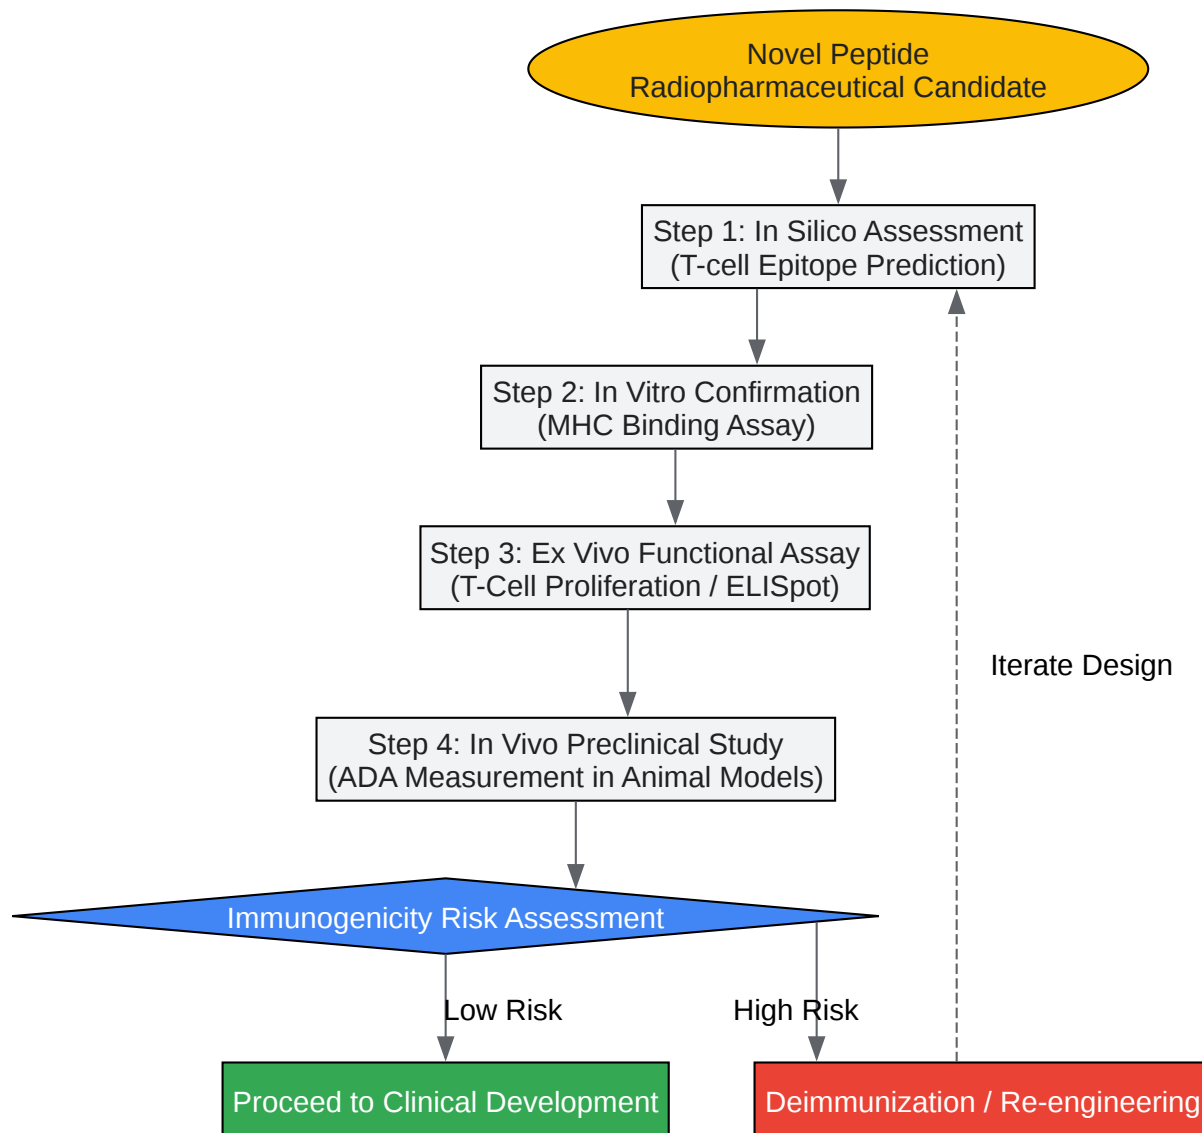 Novel Peptide
Radiopharmaceutical Candidate
Step 1: In Silico Assessment
(T-cell Epitope Prediction)
Step 2: In Vitro Confirmation
(MHC Binding Assay)
Step 3: Ex Vivo Functional Assay
(T-Cell Proliferation / ELISpot)
Iterate Design
Step 4: In Vivo Preclinical Study
(ADA Measurement in Animal Models)
Immunogenicity Risk Assessment
Low Risk
High Risk
Proceed to Clinical Development
Deimmunization / Re-engineering